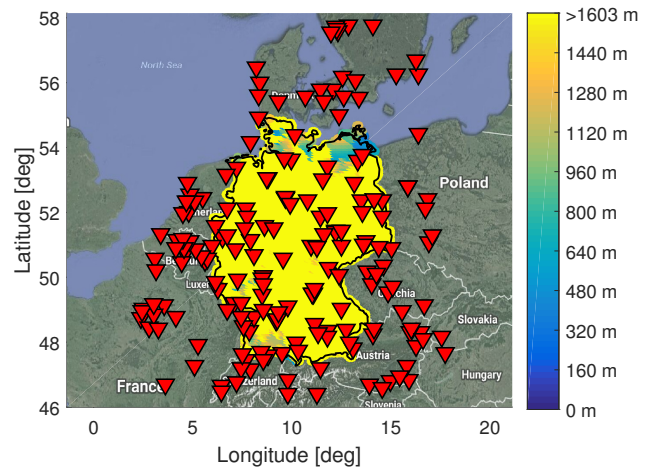 58
56
54
52
50
48
46
Latitude [deg]
0
5
10
15
20
Longitude [deg]
North Sea
Poland
Slovakia
Austria
Hungary
France
>1603 m
1440 m
1280 m
1120 m
960 m
800 m
640 m
480 m
320 m
160 m
0 m